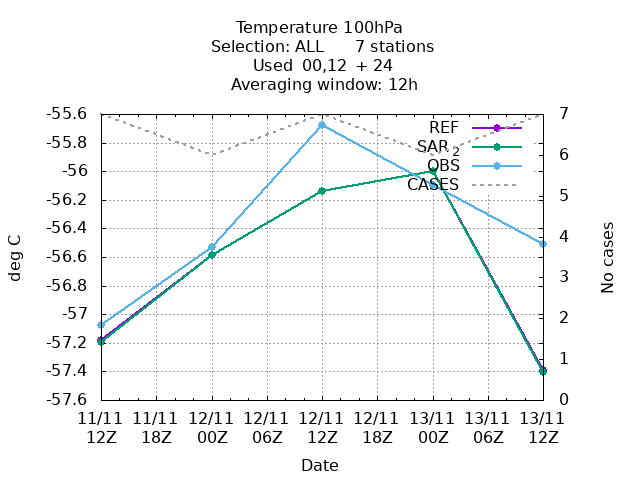 Temperature 100hPa
Selection: ALL 7 stations
Used 00,12 + 24
Averaging window: 12h
-55.6
-55.8
-56
-56.2
-56.4
-56.6
-56.8
-57
-57.2
-57.4
-57.6
deg C
REF
SAR 2
OBS
CASES
7
6
5
4
3
2
1
0
No cases
11/11 11/11 12/11 12/11 12/11 12/11 13/11 13/11 13/11
12Z 18Z 00Z 06Z 12Z 18Z 00Z 06Z 12Z
Date